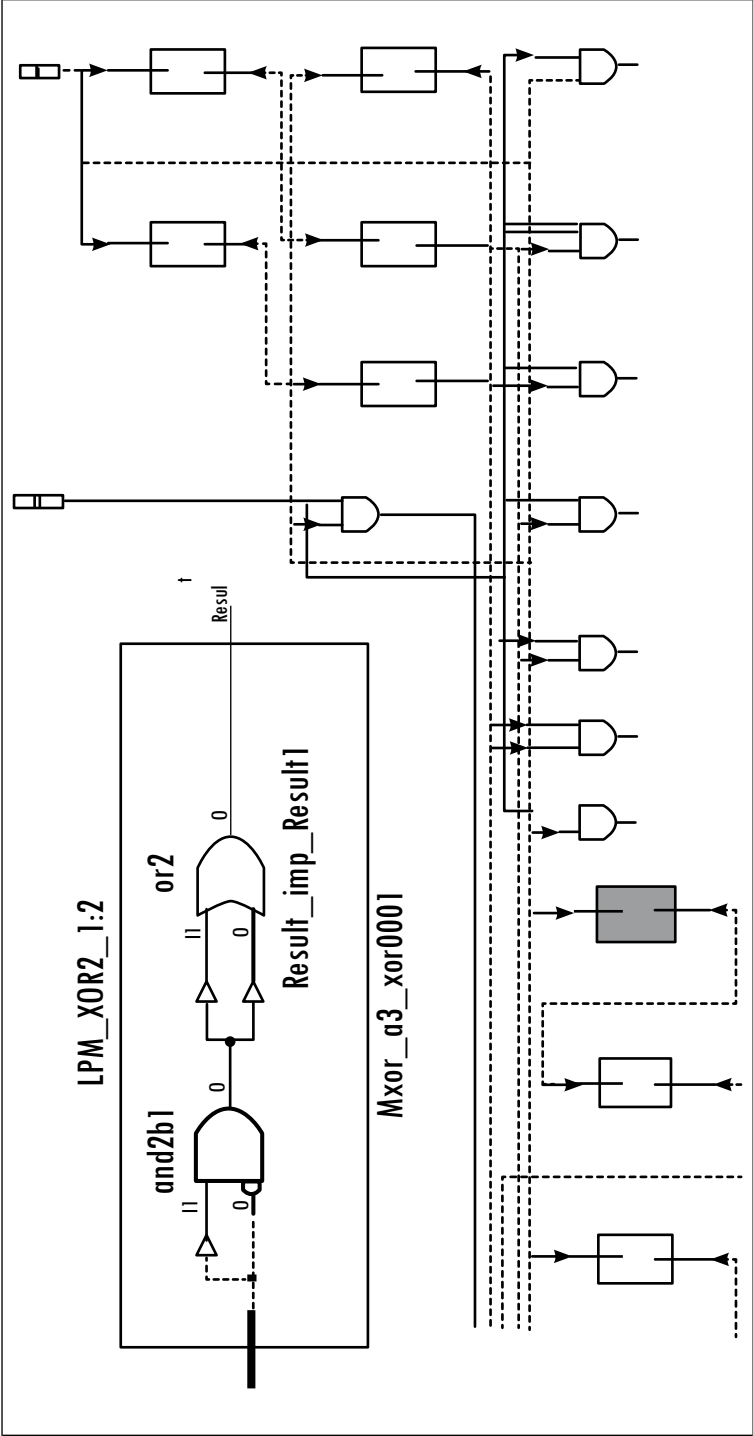 LPM_XOR2_1:2
and2b1
or2
I1
0
0
I1
0
0
Resul
t
Result_imp_Result1
Mxor_a3_xor0001